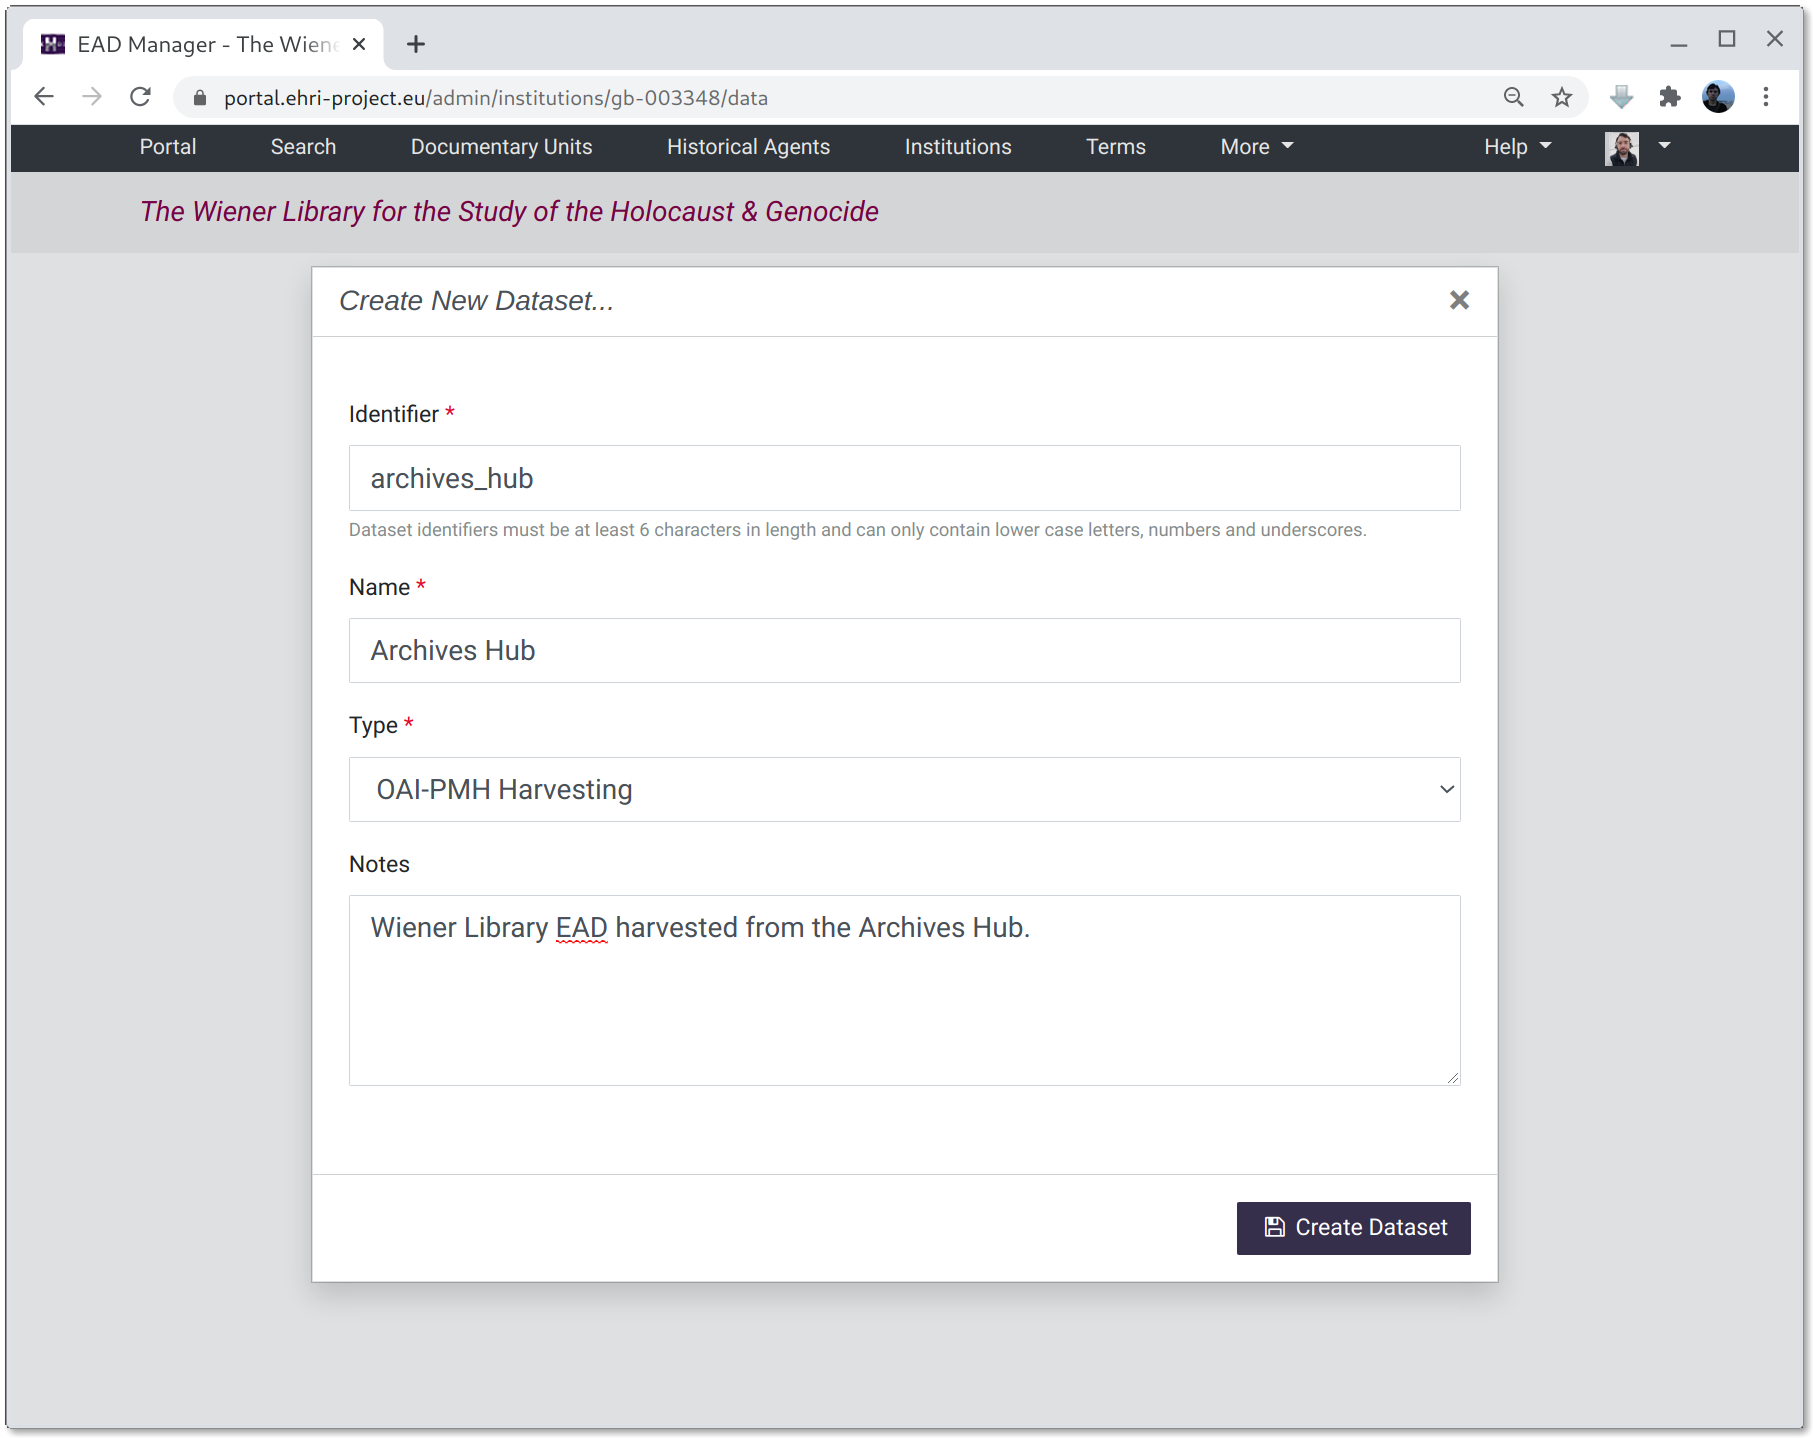 EAD Manager - The Wiene
portal.ehri-project.eu/admin/institutions/gb-003348/data
Portal Search Documentary Units Historical Agents Institutions Terms More Help
The Wiener Library for the Study of the Holocaust & Genocide
Create New Dataset...
Identifier *
archives_hub
Dataset identifiers must be at least 6 characters in length and can only contain lower case letters, numbers and underscores.
Name *
Archives Hub
Type *
OAI-PMH Harvesting
Notes
Wiener Library EAD harvested from the Archives Hub.
Create Dataset